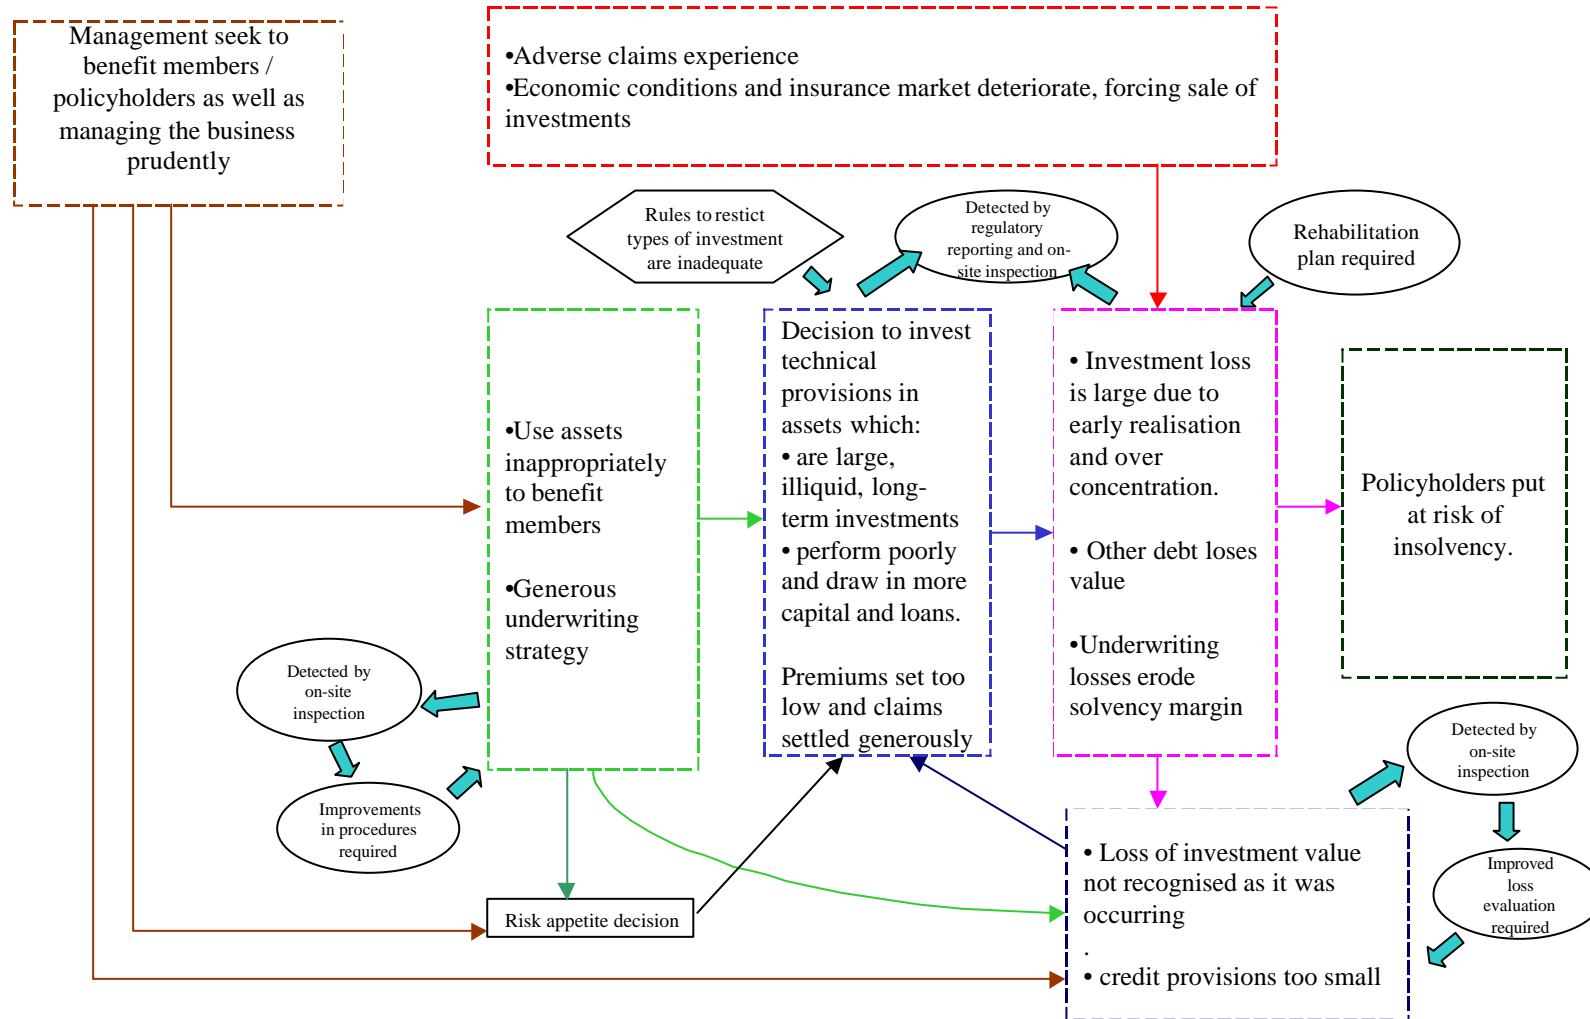 Management seek to
benefit members /
policyholders as well as
managing the business
prudently
•Adverse claims experience
•Economic conditions and insurance market deteriorate, forcing sale of
investments
Rules to restict
types of investment
are inadequate
Detected by
regulatory
reporting and on-
site inspection
Rehabilitation
plan required
•Use assets
inappropriately
to benefit
members
•Generous
underwriting
strategy
Decision to invest
technical
provisions in
assets which:
• are large,
illiquid, long-
term investments
• perform poorly
and draw in more
capital and loans.
Premiums set too
low and claims
settled generously
• Investment loss
is large due to
early realisation
and over
concentration.
• Other debt loses
value
•Underwriting
losses erode
solvency margin
Policyholders put
at risk of
insolvency.
Detected by
on-site
inspection
Improvements
in procedures
required
Risk appetite decision
• Loss of investment value
not recognised as it was
occurring
.
• credit provisions too small
Detected by
on-site
inspection
Improved
loss
evaluation
required